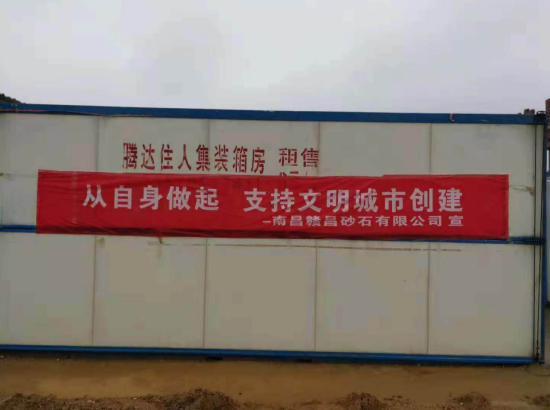 腾达住人集装箱房 租售
从自身做起 支持文明城市创建
—南昌赣昌砂石有限公司 宣